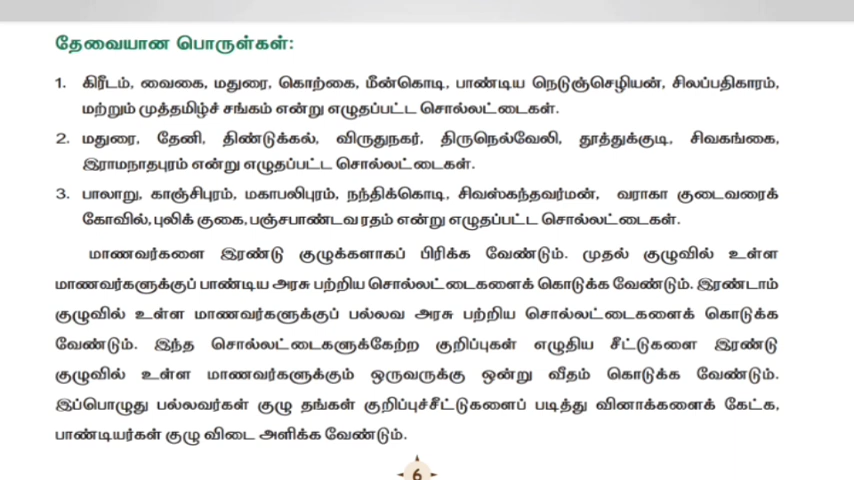 தேவையான பொருள்கள்:
1. கிரீடம், வைகை, மதுரை, கொற்கை, மீன்கொடி, பாண்டிய நெடுஞ்செழியன், சிலப்பதிகாரம்,
மற்றும் முத்தமிழ்ச் சங்கம் என்று எழுதப்பட்ட சொல்லட்டைகள்.
2. மதுரை, தேனி, திண்டுக்கல், விருதுநகர், திருநெல்வேலி, தூத்துக்குடி, சிவகங்கை,
இராமநாதபுரம் என்று எழுதப்பட்ட சொல்லட்டைகள்.
3. பாலாறு, காஞ்சிபுரம், மகாபலிபுரம், நந்திக்கொடி, சிவஸ்கந்தவர்மன், வராகா குடைவரைக்
கோவில், புலிக் குகை, பஞ்சபாண்டவ ரதம் என்று எழுதப்பட்ட சொல்லட்டைகள்.
மாணவர்களை இரண்டு குழுக்களாகப் பிரிக்க வேண்டும். முதல் குழுவில் உள்ள
மாணவர்களுக்குப் பாண்டிய அரசு பற்றிய சொல்லட்டைகளைக் கொடுக்க வேண்டும். இரண்டாம்
குழுவில் உள்ள மாணவர்களுக்குப் பல்லவ அரசு பற்றிய சொல்லட்டைகளைக் கொடுக்க
வேண்டும். இந்த சொல்லட்டைகளுக்கேற்ற குறிப்புகள் எழுதிய சீட்டுகளை இரண்டு
குழுவில் உள்ள மாணவர்களுக்கும் ஒருவருக்கு ஒன்று வீதம் கொடுக்க வேண்டும்.
இப்பொழுது பல்லவர்கள் குழு தங்கள் குறிப்புச்சீட்டுகளைப் படித்து வினாக்களைக் கேட்க,
பாண்டியர்கள் குழு விடை அளிக்க வேண்டும்.
6